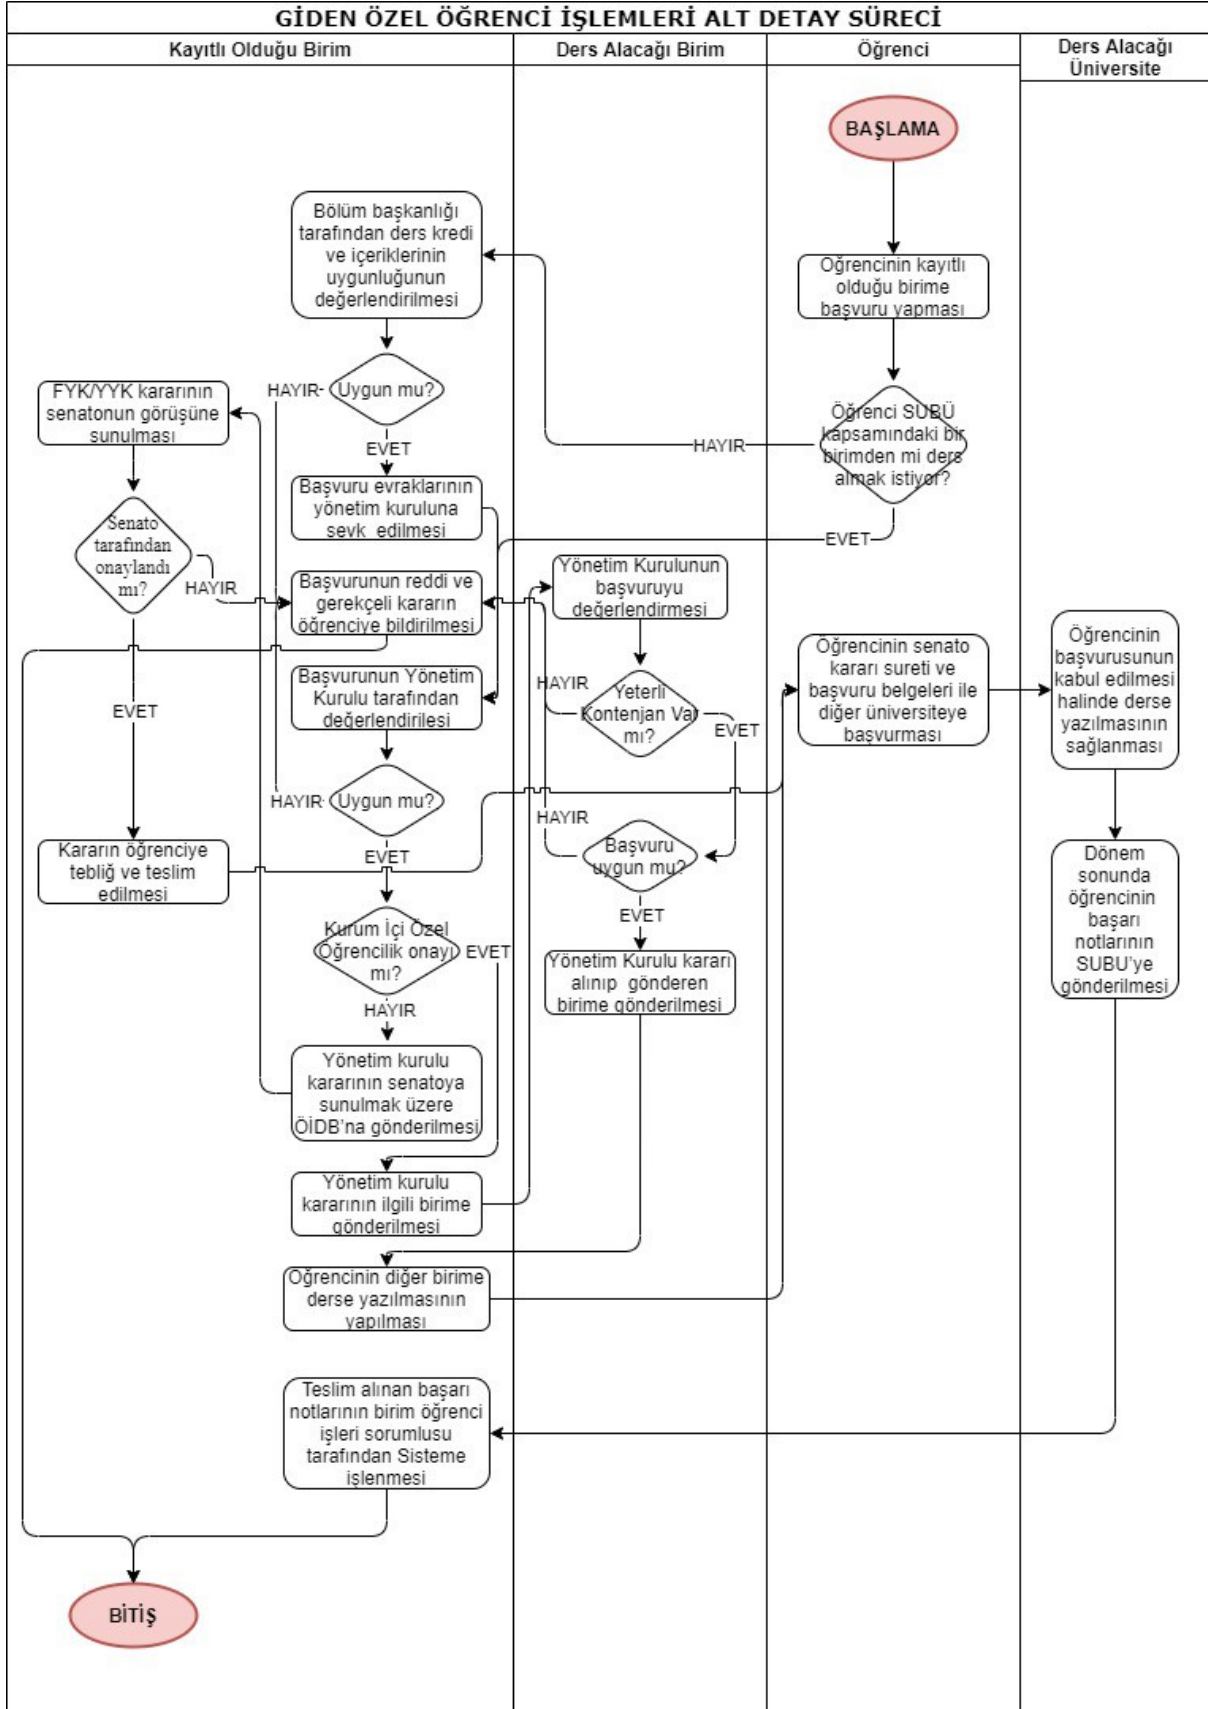 GİDEN ÖZEL ÖĞRENCİ İŞLEMLERİ ALT DETAY SÜRECİ
Kayıtlı Olduğu Birim
Ders Alacağı Birim
Öğrenci
Ders Alacağı
Üniversite
BAŞLAMA
Öğrencinin kayıtlı
olduğu birime
başvuru yapması
Öğrenci SUBÜ
kapsamındaki bir
birimden mi ders
almak istiyor?
HAYIR
EVET
Bölüm başkanlığı
tarafından ders kredi
ve içeriklerinin
uygunluğunun
değerlendirilmesi
Uygun mu?
HAYIR
EVET
Başvuru evraklarının
yönetim kuruluna
sevk edilmesi
FYK/YYK kararının
senatonun görüşüne
sunulması
Senato
tarafından
onaylandı
mı?
HAYIR
EVET
Başvurunun reddi ve
gerekçeli kararın
öğrenciye bildirilmesi
Başvurunun Yönetim
Kurulu tarafından
değerlendirilesi
Uygun mu?
HAYIR
EVET
Kararın öğrenciye
tebliğ ve teslim
edilmesi
Kurum İçi Özel
Öğrencilik onayı
mı?
EVET
HAYIR
Yönetim kurulu
kararının senatoya
sunulmak üzere
ÖİDB'na gönderilmesi
Yönetim kurulu
kararının ilgili birime
gönderilmesi
Yönetim Kurulunun
başvuruyu
değerlendirmesi
Yeterli
Kontenjan Var
mı?
HAYIR
EVET
Başvuru
uygun mu?
HAYIR
EVET
Yönetim Kurulu kararı
alınıp gönderen
birime gönderilmesi
Öğrencinin diğer birime
derse yazılmasının
yapılması
Öğrencinin senato
kararı sureti ve
başvuru belgeleri ile
diğer üniversiteye
başvurması
Öğrencinin
başvurusunun
kabul edilmesi
halinde derse
yazılmasının
sağlanması
Dönem
sonunda
öğrencinin
başarı
notlarının
SUBU'ye
gönderilmesi
Teslim alınan başarı
notlarının birim öğrenci
işleri sorumlusu
tarafından Sisteme
işlenmesi
BİTİŞ